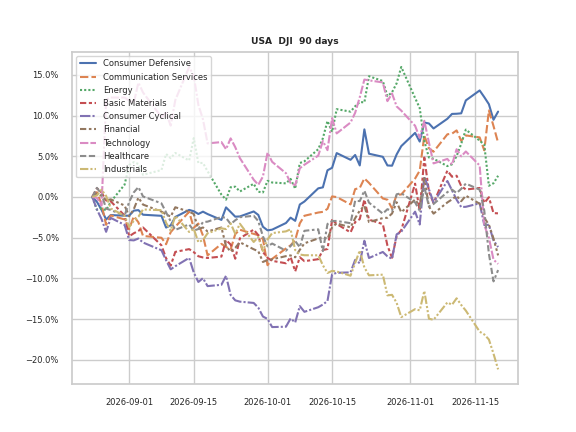 USA DJI 90 days
Consumer Defensive
Communication Services
Energy
Basic Materials
Consumer Cyclical
Financial
Technology
Healthcare
Industrials
15.0%
10.0%
5.0%
0.0%
−5.0%
−10.0%
−15.0%
−20.0%
2026-09-01 2026-09-15 2026-10-01 2026-10-15 2026-11-01 2026-11-15